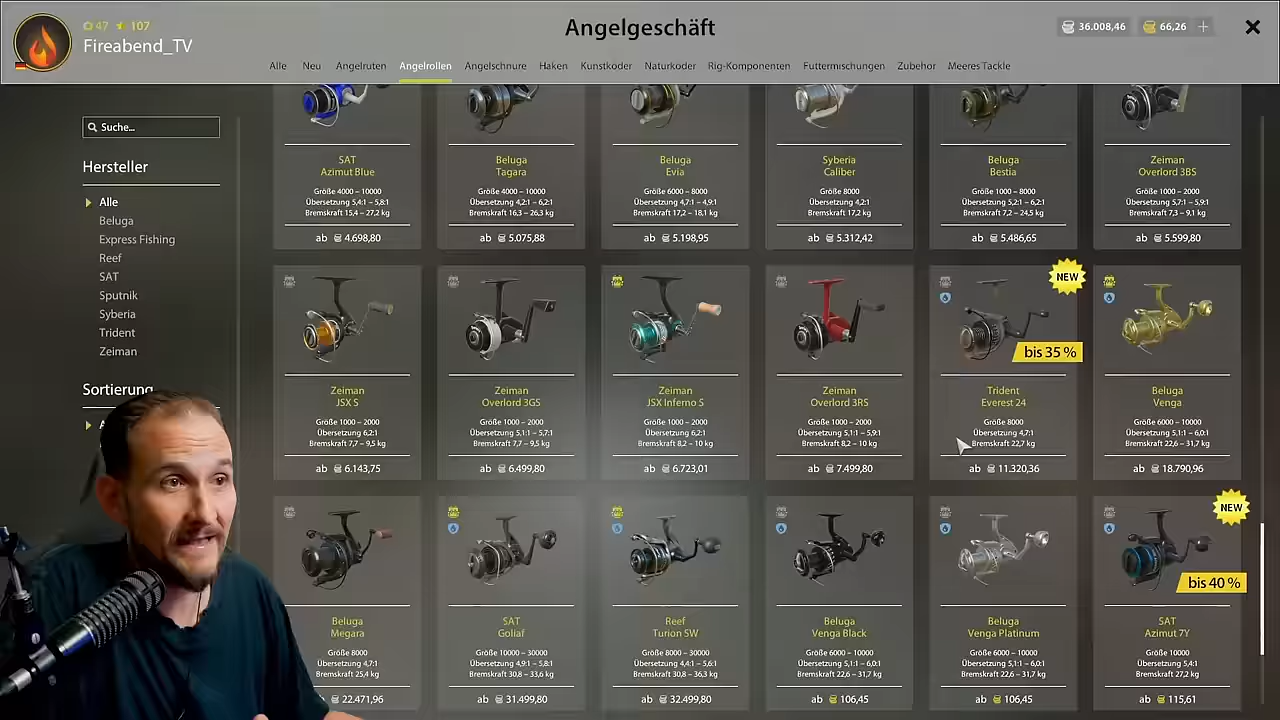 47 107
Fireabend_TV
Angelgeschäft
36.008,46
66,26
Alle
Neu
Angelruten
Angelrollen
Angelschnüre
Haken
Kunstköder
Naturköder
Rig-Komponenten
Futtermischungen
Zubehör
Meeres Tackle
Suche...
Hersteller
Alle
Beluga
Express Fishing
Reef
SAT
Sputnik
Syberia
Trident
Zeiman
Sortierung
SAT
Azimut Blue
Größe 4000 – 10000
Übersetzung 5,4:1 – 5,8:1
Bremskraft 15,4 – 27,2 kg
ab 4.698,80
Beluga
Tagara
Größe 4000 – 10000
Übersetzung 4,2:1 – 6,2:1
Bremskraft 16,3 – 26,3 kg
ab 5.075,88
Beluga
Evia
Größe 6000 – 8000
Übersetzung 4,7:1 – 4,9:1
Bremskraft 17,2 – 18,1 kg
ab 5.198,95
Syberia
Caliber
Größe 8000
Übersetzung 4,2:1
Bremskraft 17,2 kg
ab 5.312,42
Beluga
Bestia
Größe 1000 – 8000
Übersetzung 5,2:1 – 6,2:1
Bremskraft 7,2 – 24,5 kg
ab 5.486,65
Zeiman
Overlord 3BS
Größe 1000 – 2000
Übersetzung 5,7:1 – 5,9:1
Bremskraft 7,3 – 9,1 kg
ab 5.599,80
Zeiman
JSX S
Größe 1000 – 2000
Übersetzung 6,2:1
Bremskraft 7,7 – 9,5 kg
ab 6.143,75
Zeiman
Overlord 3GS
Größe 1000 – 2000
Übersetzung 5,1:1 – 5,7:1
Bremskraft 7,7 – 9,5 kg
ab 6.499,80
Zeiman
JSX Inferno S
Größe 1000 – 2000
Übersetzung 6,2:1
Bremskraft 8,2 – 10 kg
ab 6.723,01
Zeiman
Overlord 3RS
Größe 1000 – 2000
Übersetzung 5,1:1 – 5,9:1
Bremskraft 8,2 – 10 kg
ab 7.499,80
NEW
bis 35 %
Trident
Everest 24
Größe 8000
Übersetzung 4,7:1
Bremskraft 22,7 kg
ab 11.320,36
Beluga
Venga
Größe 6000 – 10000
Übersetzung 5,1:1 – 6,0:1
Bremskraft 22,6 – 31,7 kg
ab 18.790,96
Beluga
Megara
Größe 8000
Übersetzung 4,7:1
Bremskraft 25,4 kg
22.471,96
SAT
Goliaf
Größe 10000 – 30000
Übersetzung 4,9:1 – 5,8:1
Bremskraft 30,8 – 33,6 kg
ab 31.499,80
Reef
Turion SW
Größe 8000 – 30000
Übersetzung 4,4:1 – 5,6:1
Bremskraft 30,8 – 36,3 kg
ab 32.499,80
Beluga
Venga Black
Größe 6000 – 10000
Übersetzung 5,1:1 – 6,0:1
Bremskraft 22,6 – 31,7 kg
ab 106,45
Beluga
Venga Platinum
Größe 6000 – 10000
Übersetzung 5,1:1 – 6,0:1
Bremskraft 22,6 – 31,7 kg
ab 106,45
NEW
bis 40 %
SAT
Azimut 7Y
Größe 10000
Übersetzung 5,4:1
Bremskraft 27,2 kg
ab 115,61